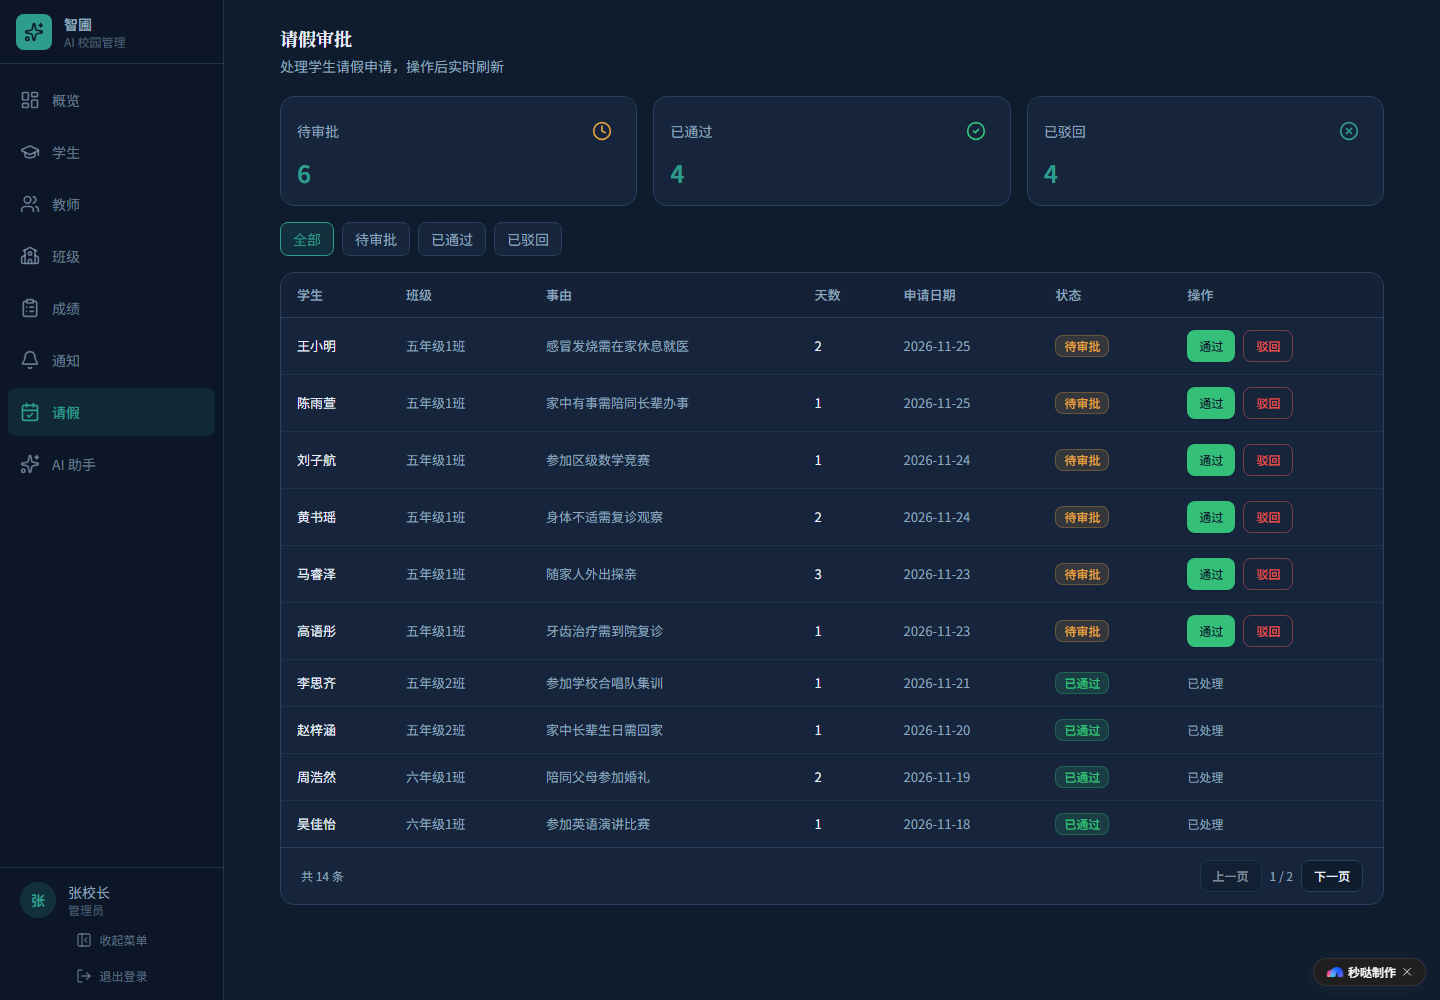 智圃
AI 校园管理
概览
学生
教师
班级
成绩
通知
请假
AI 助手
张
张校长
管理员
收起菜单
退出登录
请假审批
处理学生请假申请，操作后实时刷新
待审批
6
已通过
4
已驳回
4
全部 待审批 已通过 已驳回
学生 班级 事由 天数 申请日期 状态 操作
王小明 五年级1班 感冒发烧需在家休息就医 2 2026-11-25 待审批 通过 驳回
陈雨萱 五年级1班 家中有事需陪同长辈办事 1 2026-11-25 待审批 通过 驳回
刘子航 五年级1班 参加区级数学竞赛 1 2026-11-24 待审批 通过 驳回
黄书瑶 五年级1班 身体不适需复诊观察 2 2026-11-24 待审批 通过 驳回
马睿泽 五年级1班 随家人外出探亲 3 2026-11-23 待审批 通过 驳回
高语彤 五年级1班 牙齿治疗需到院复诊 1 2026-11-23 待审批 通过 驳回
李思齐 五年级2班 参加学校合唱队集训 1 2026-11-21 已通过 已处理
赵梓涵 五年级2班 家中长辈生日需回家 1 2026-11-20 已通过 已处理
周浩然 六年级1班 陪同父母参加婚礼 2 2026-11-19 已通过 已处理
吴佳怡 六年级1班 参加英语演讲比赛 1 2026-11-18 已通过 已处理
共 14 条 上一页 1 / 2 下一页
秒哒制作